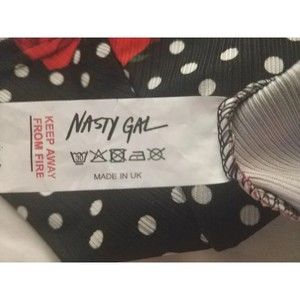 KEEP AWAY
FROM FIRE
NASTY GAL
MADE IN UK